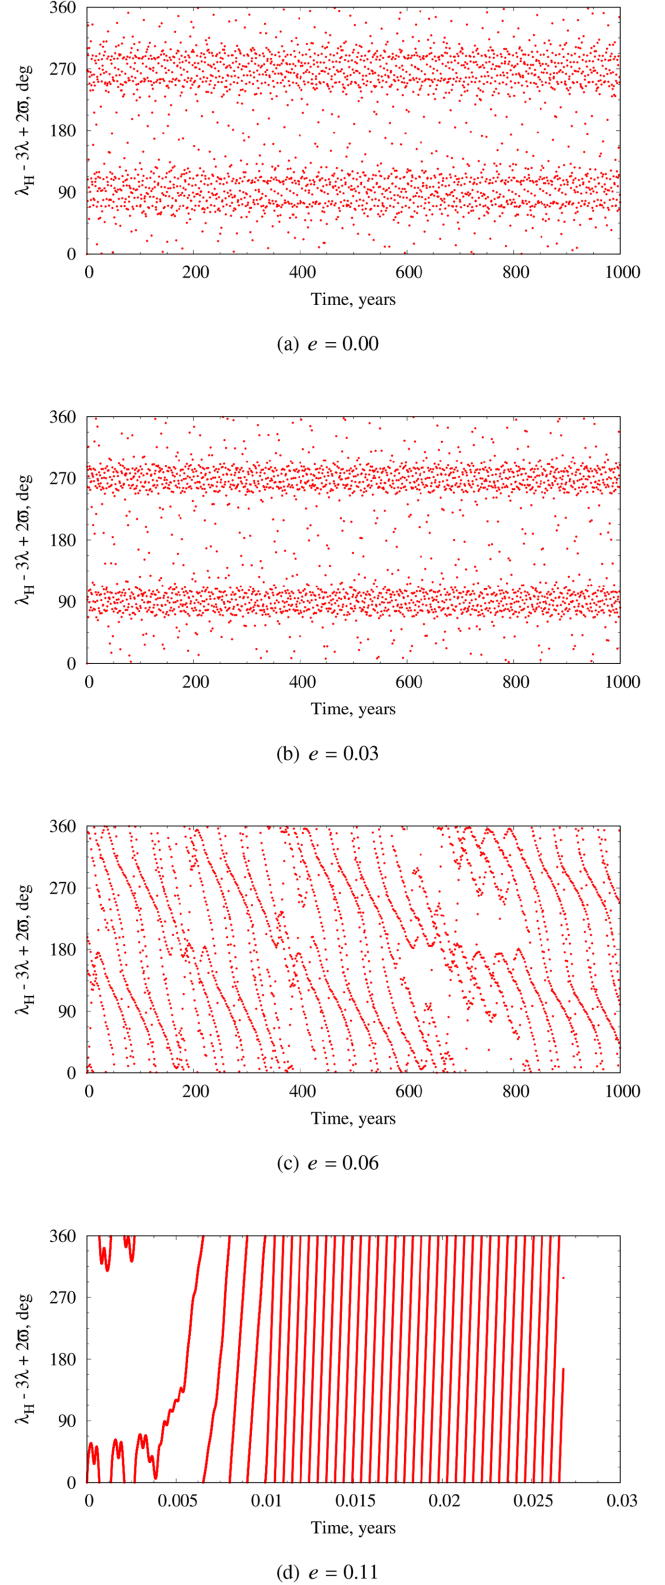 360
270
180
90
0
λH - 3λ + 2ϖ, deg
0 200 400 600 800 1000
Time, years
(a) e = 0.00
360
270
180
90
0
λH - 3λ + 2ϖ, deg
0 200 400 600 800 1000
Time, years
(b) e = 0.03
360
270
180
90
0
λH - 3λ + 2ϖ, deg
0 200 400 600 800 1000
Time, years
(c) e = 0.06
360
270
180
90
0
λH - 3λ + 2ϖ, deg
0 0.005 0.01 0.015 0.02 0.025 0.03
Time, years
(d) e = 0.11